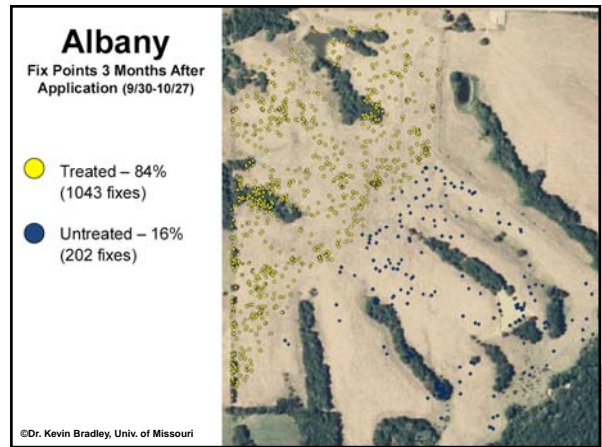 Albany
Fix Points 3 Months After
Application (9/30-10/27)
Treated – 84%
(1043 fixes)
Untreated – 16%
(202 fixes)
©Dr. Kevin Bradley, Univ. of Missouri